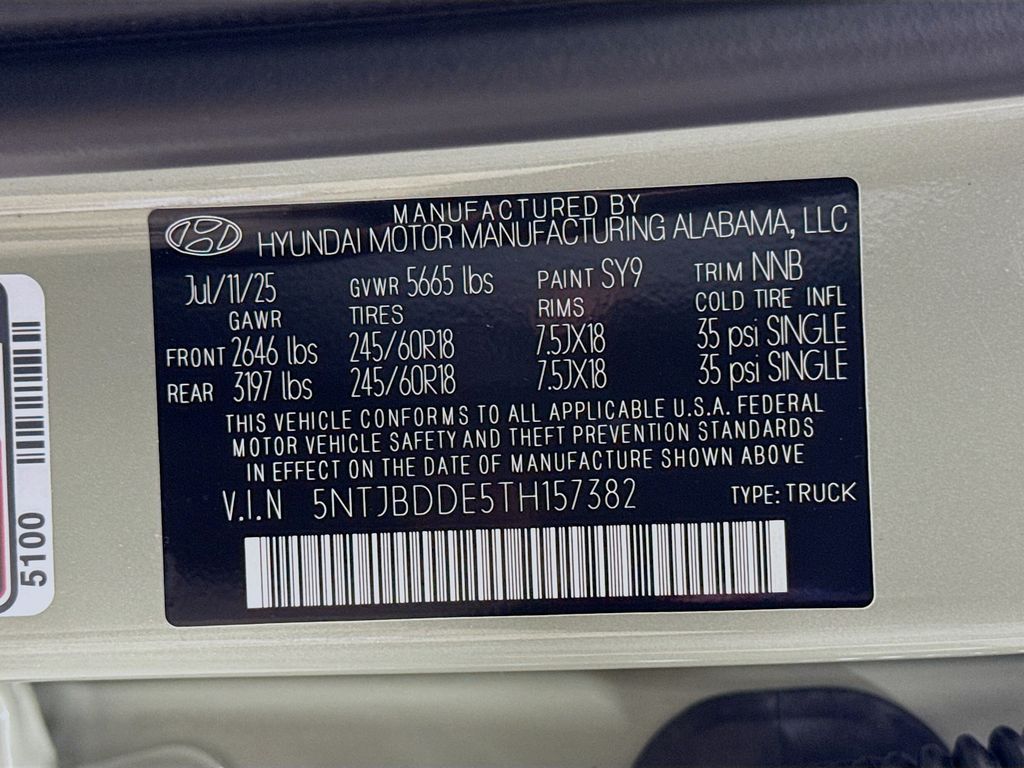 MANUFACTURED BY
HYUNDAI MOTOR MANUFACTURING ALABAMA, LLC
Jul/11/25 GVWR 5665 lbs PAINT SY9 TRIM NNB
GAWR TIRES RIMS COLD TIRE INFL
FRONT 2646 lbs 245/60R18 7.5JX18 35 psi SINGLE
REAR 3197 lbs 245/60R18 7.5JX18 35 psi SINGLE
THIS VEHICLE CONFORMS TO ALL APPLICABLE U.S.A. FEDERAL
MOTOR VEHICLE SAFETY AND THEFT PREVENTION STANDARDS
IN EFFECT ON THE DATE OF MANUFACTURE SHOWN ABOVE
V.I.N 5NTJBDDE5TH157382 TYPE: TRUCK
5100